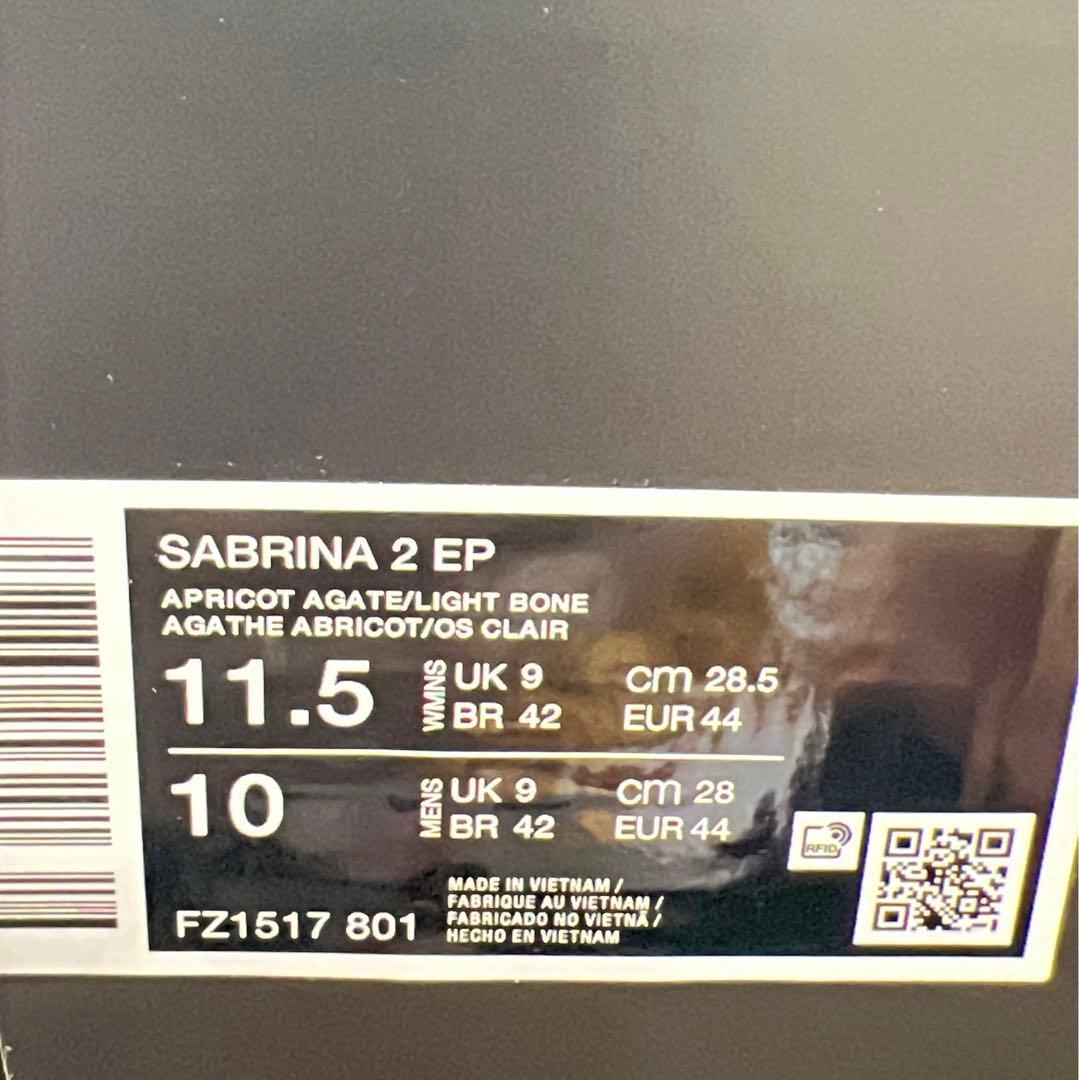 SABRINA 2 EP
APRICOT AGATE/LIGHT BONE
AGATHE ABRICOT/OS CLAIR
11.5 WMNS UK 9 cm 28.5
BR 42 EUR 44
10 MENS UK 9 cm 28
BR 42 EUR 44
RFID
FZ1517 801
MADE IN VIETNAM /
FABRIQUE AU VIETNAM /
FABRICADO NO VIETNÃ /
HECHO EN VIETNAM